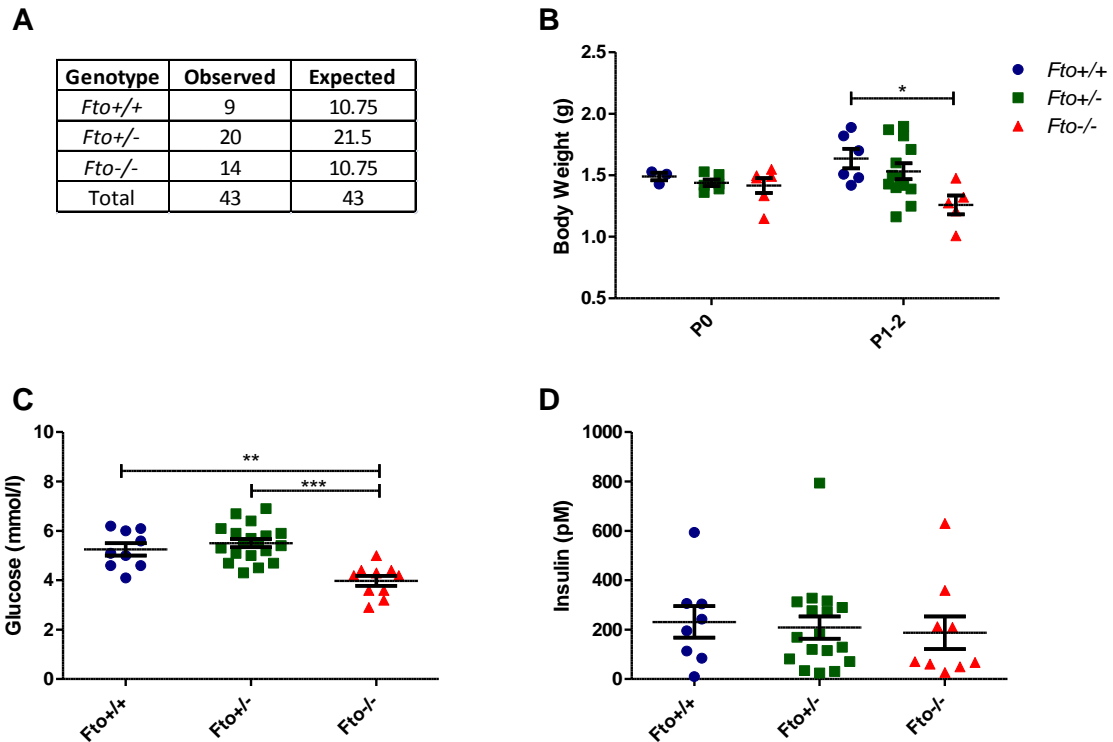 A
Genotype Observed Expected
Fto+/+ 9 10.75
Fto+/- 20 21.5
Fto-/- 14 10.75
Total 43 43
B
2.5
2.0
1.5
1.0
0.5
Body Weight (g)
*
P0
P1-2
Fto+/+
Fto+/-
Fto-/-
C
10
8
6
4
2
0
Glucose (mmol/l)
**
***
Fto+/+
Fto+/-
Fto-/-
D
1000
800
600
400
200
0
Insulin (pM)
Fto+/+
Fto+/-
Fto-/-